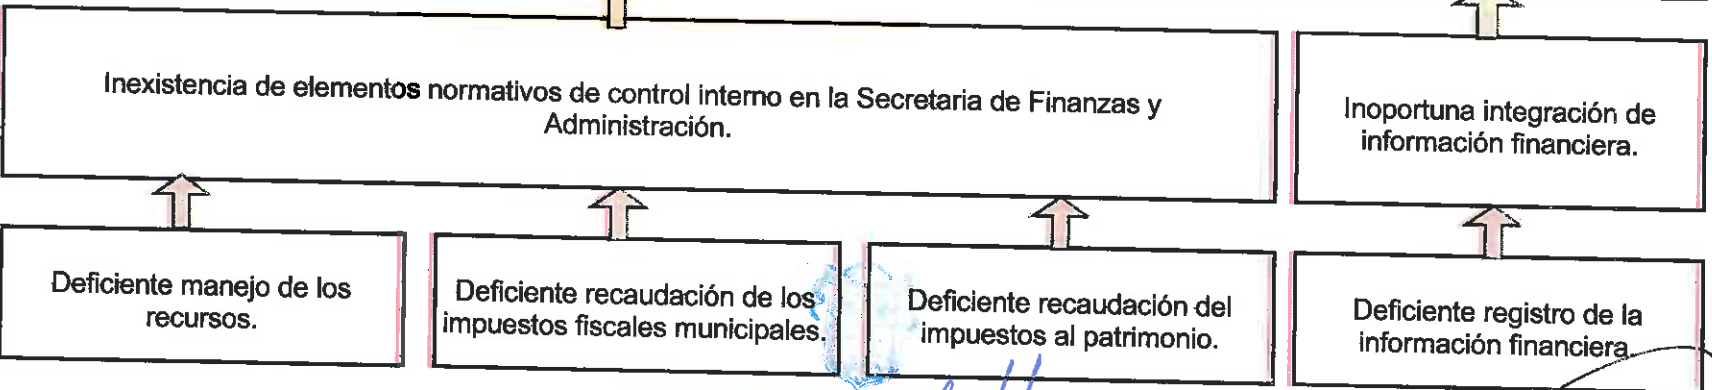 Inexistencia de elementos normativos de control interno en la Secretaria de Finanzas y
Administración.
Inoportuna integración de
información financiera.
Deficiente manejo de los
recursos.
Deficiente recaudación de los
impuestos fiscales municipales.
Deficiente recaudación del
impuestos al patrimonio.
Deficiente registro de la
información financiera.